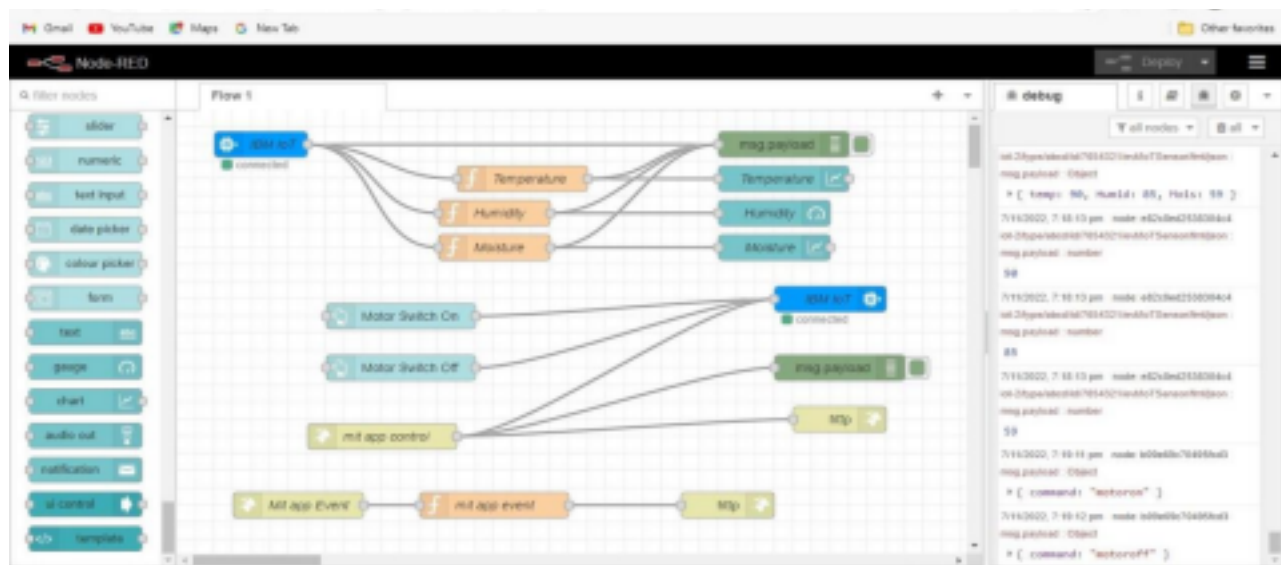 Gmail YouTube Maps New Tab Other favorites
Node-RED Deploy
filter nodes
Flow 1
debug
all nodes all
slider
numeric
text input
date picker
colour picker
form
text abc
gauge
chart
audio out
notification
ui control
template
IBM IoT
connected
Temperature
Humidity
Moisture
msg.payload
Temperature
Humidity
Moisture
Motor Switch On
Motor Switch Off
mit app control
IBM IoT
connected
msg.payload
http
Mit app Event
mit app event
http
msg.payload : Object
{ temp: 90, Humid: 85, Mois: 59 }
msg.payload : number
90
msg.payload : number
85
msg.payload : number
59
msg.payload : Object
{ command: "motoron" }
msg.payload : Object
{ command: "motoroff" }